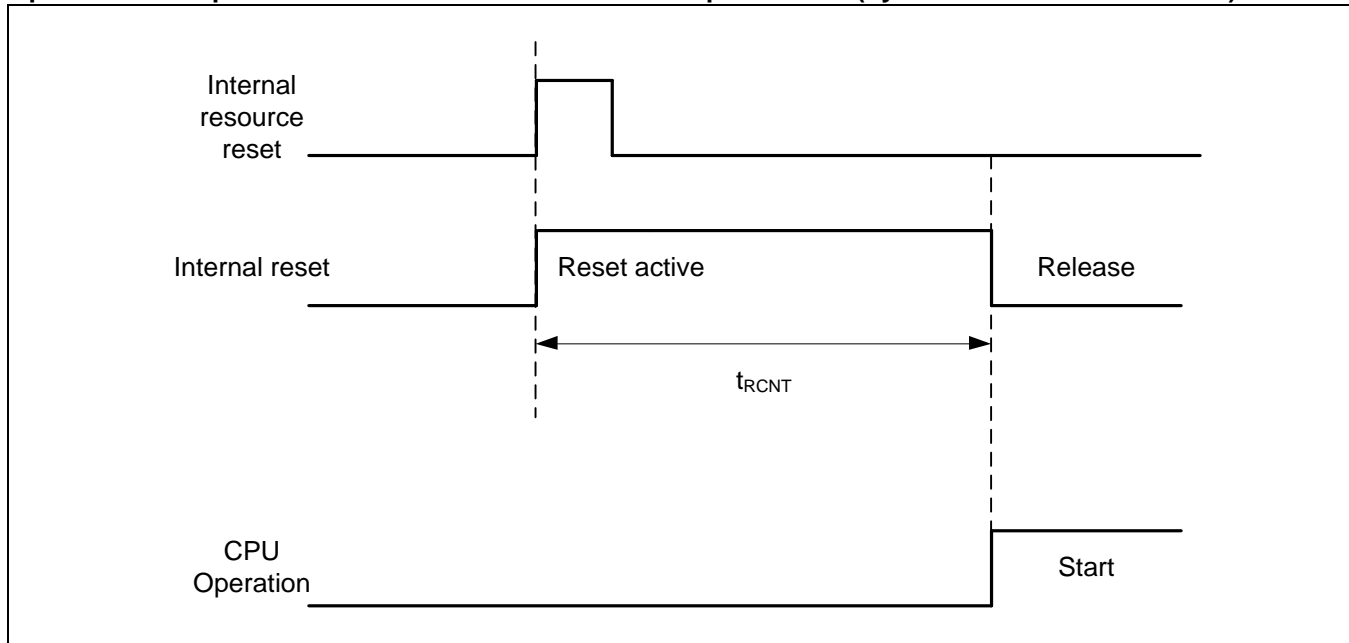 Internal
resource
reset
Internal reset
Reset active
Release
tRCNT
CPU
Operation
Start